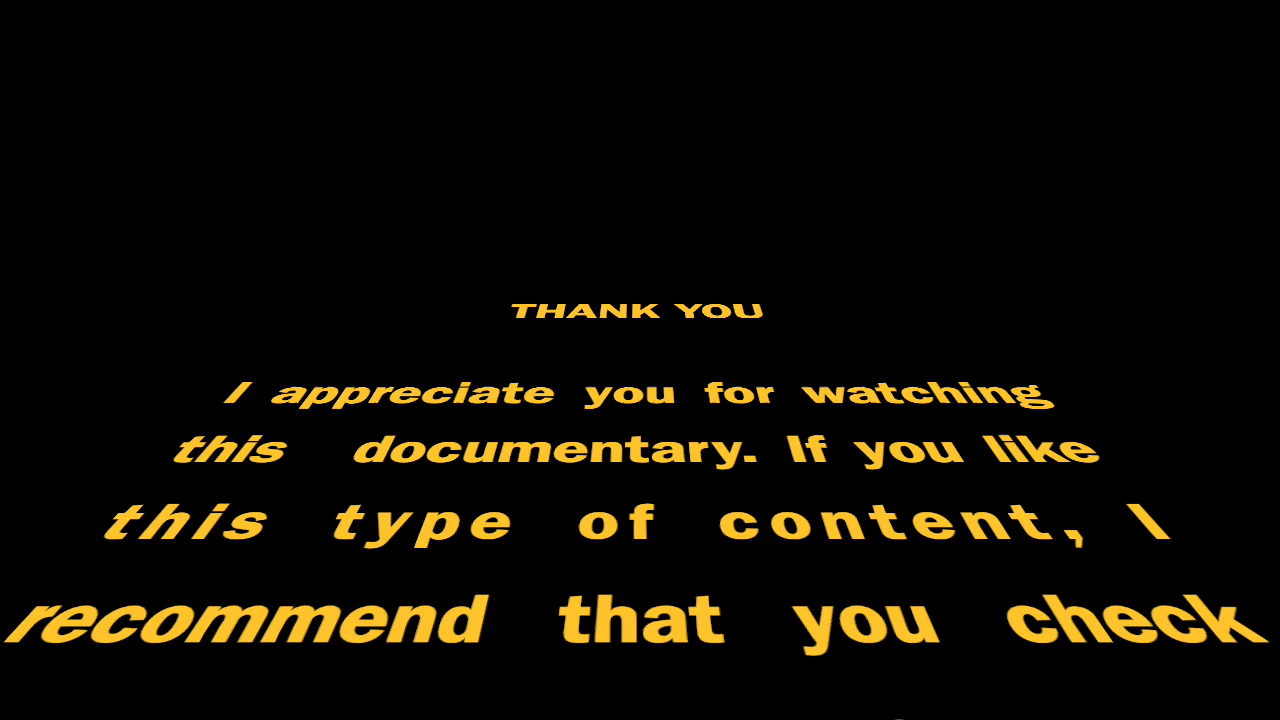 THANK YOU
I appreciate you for watching
this documentary. If you like
this type of content, I
recommend that you check